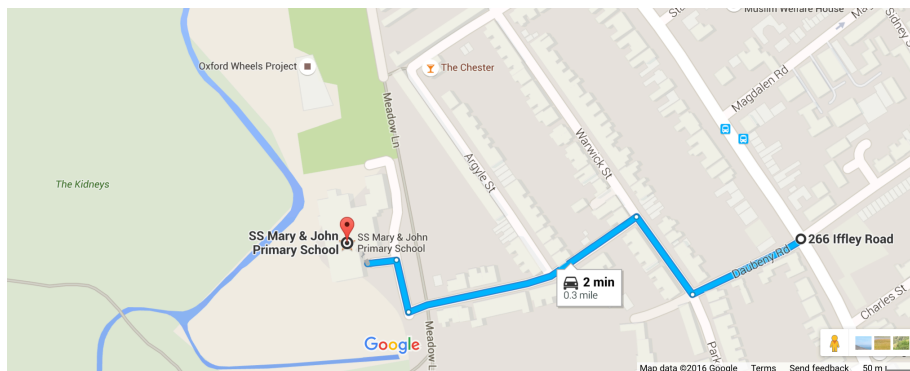 Muslim Welfare House
Oxford Wheels Project
The Chester
Magdalen Rd
Meadow Ln
Warwick St
Argyle St
The Kidneys
SS Mary & John
Primary School
SS Mary & John
Primary School
266 Iffley Road
Daubeny Rd
2 min
0.3 mile
Charles St
Google
Meadow L
Park
Map data ©2016 Google Terms Send feedback 50 m